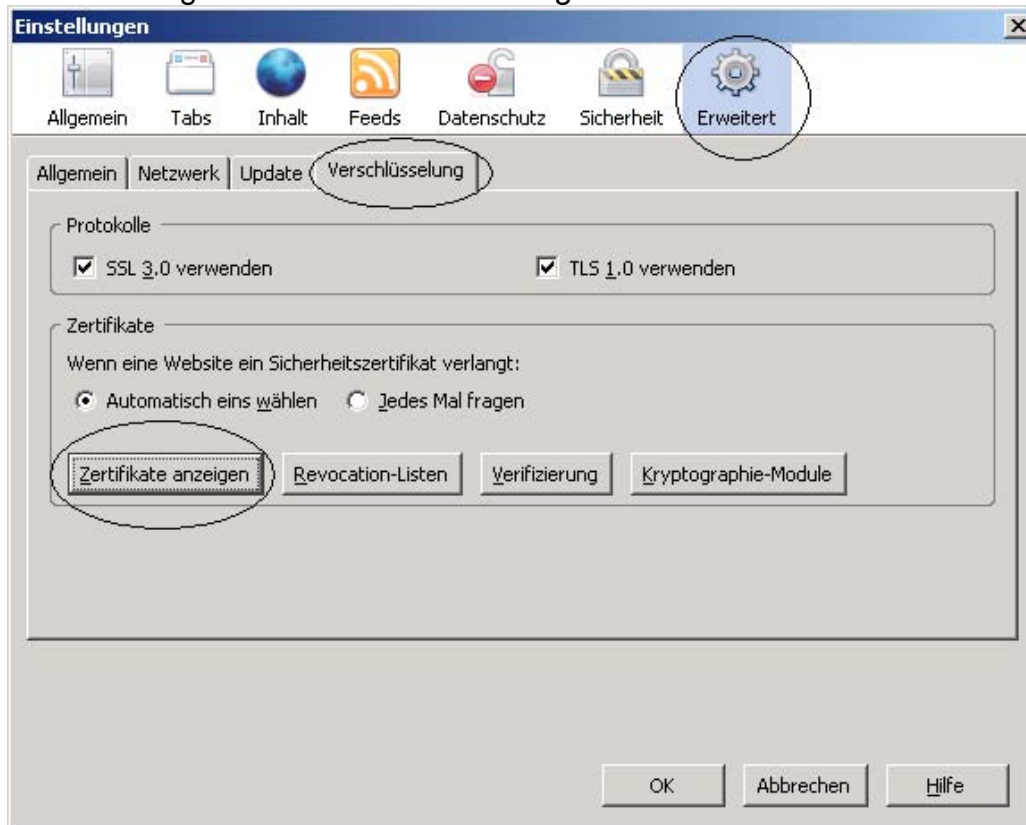 Einstellungen
Allgemein Tabs Inhalt Feeds Datenschutz Sicherheit Erweitert
Allgemein Netzwerk Update Verschlüsselung
Protokolle
SSL 3.0 verwenden TLS 1.0 verwenden
Zertifikate
Wenn eine Website ein Sicherheitszertifikat verlangt:
Automatisch eins wählen Jedes Mal fragen
Zertifikate anzeigen Revocation-Listen Verifizierung Kryptographie-Module
OK Abbrechen Hilfe